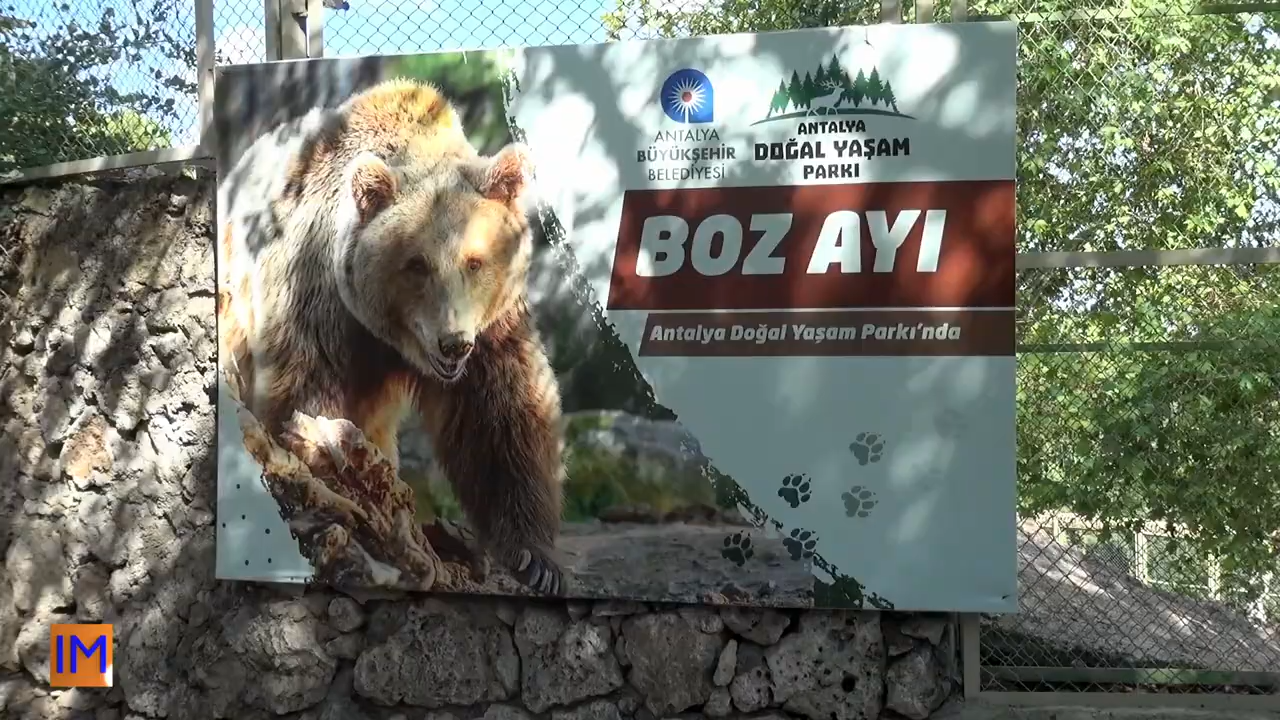 ANTALYA
BÜYÜKŞEHİR
BELEDİYESİ
ANTALYA
DOĞAL YAŞAM
PARKI
BOZ AYI
Antalya Doğal Yaşam Parkı'nda
IM